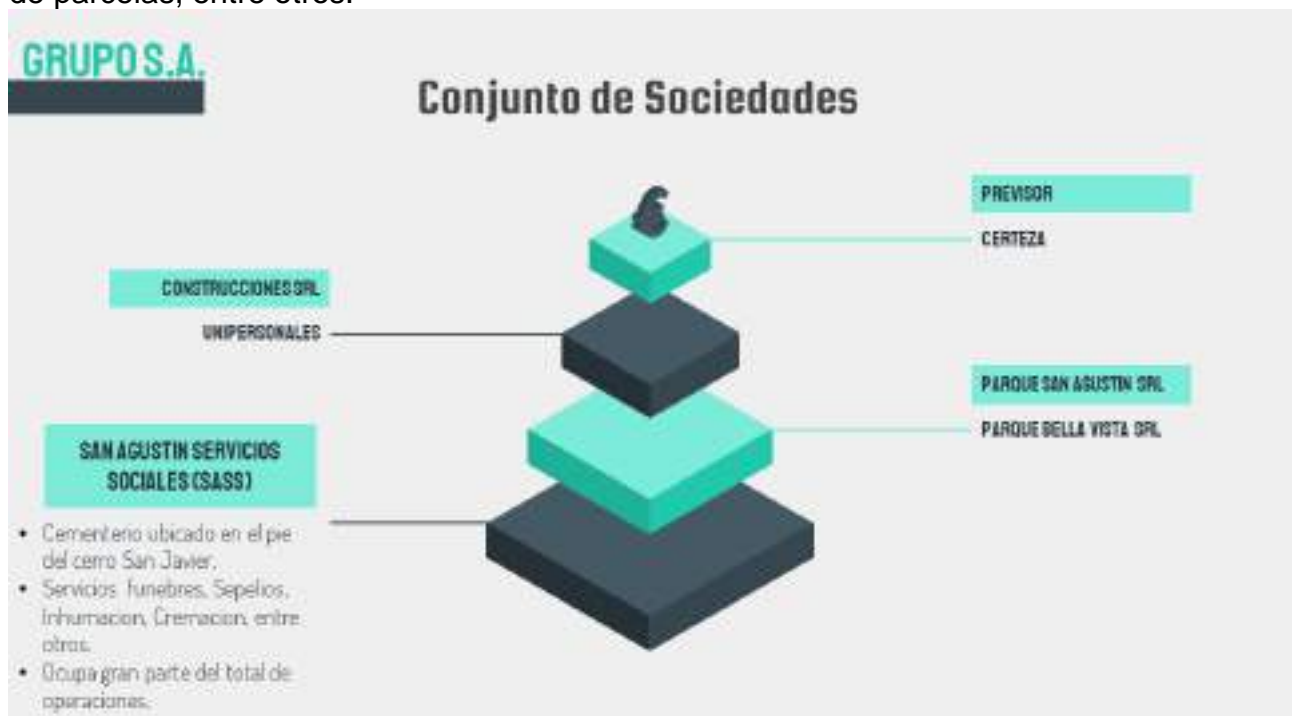 de parcelas, entre otros.
GRUPO S.A.
Conjunto de Sociedades
PREVISOR
CERTEZA
CONSTRUCCIONES SRL
UNIPERSONALES
PARQUE SAN AGUSTIN SRL
PARQUE BELLA VISTA SRL
SAN AGUSTIN SERVICIOS
SOCIALES (SASS)
• Cementerio ubicado en el pie
del cerro San Javier.
• Servicios funebres, Sepelios,
Inhumacion, Cremacion, entre
otros.
• Ocupa gran parte del total de
operaciones.